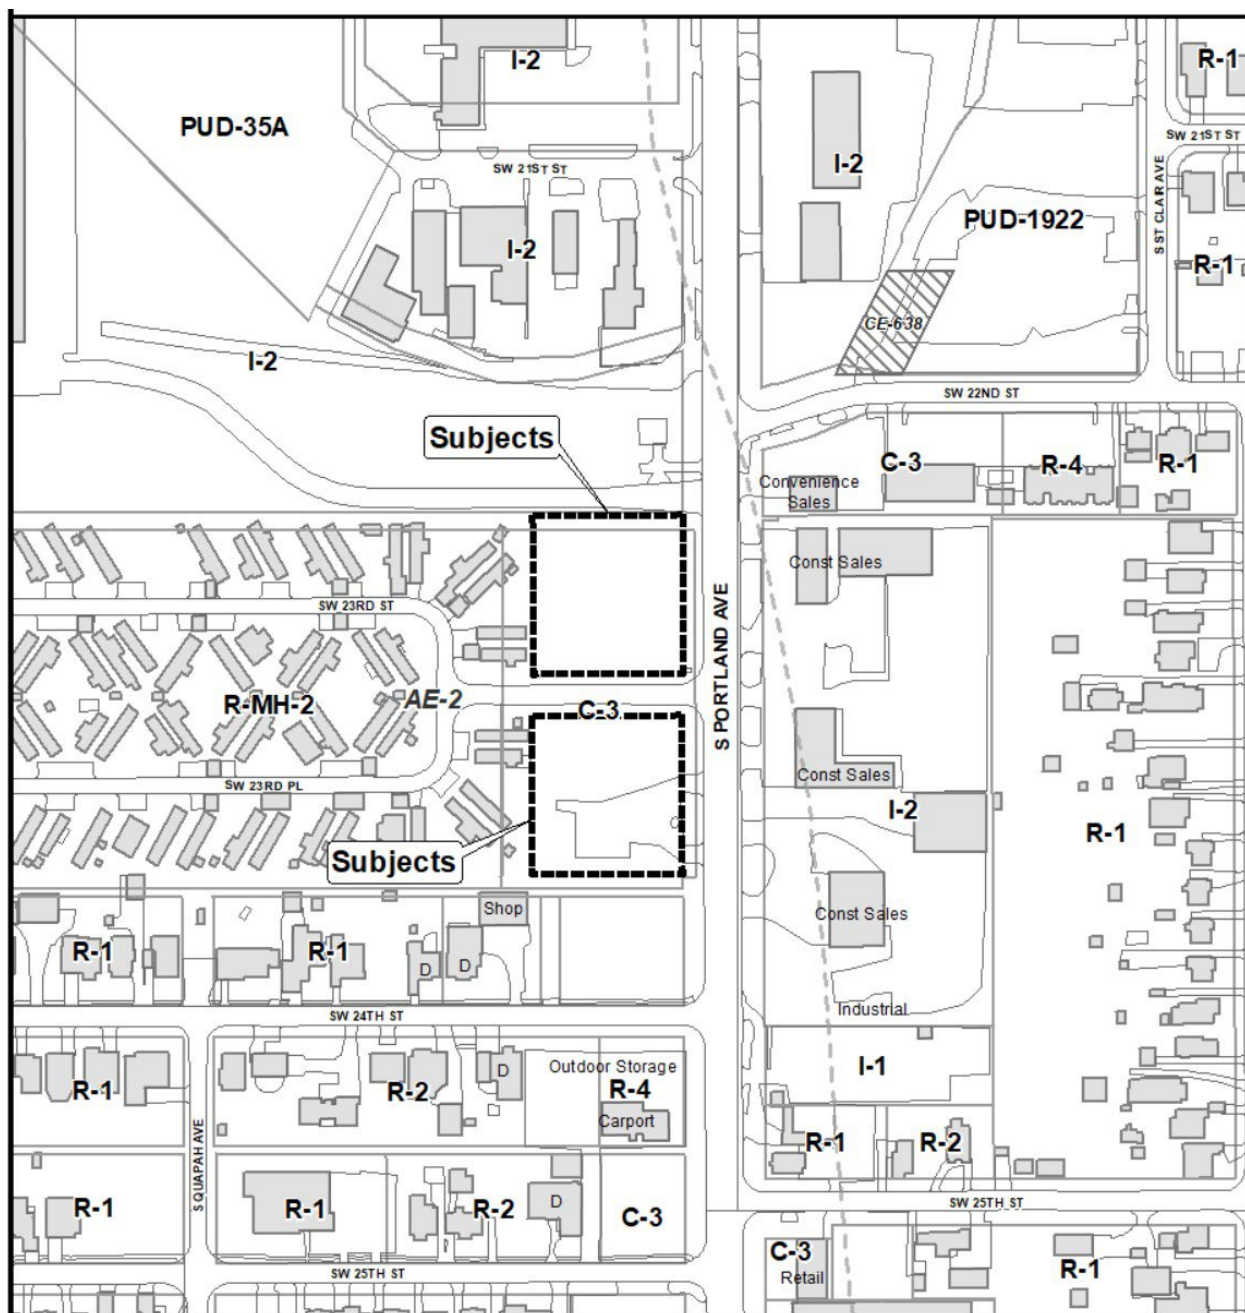 I-2
R-1
PUD-35A
SW 21ST ST
SW 21ST ST
I-2
S ST CLAR AVE
PUD-1922
I-2
R-1
CE-638
I-2
SW 22ND ST
Subjects
C-3
R-4
R-1
Convenience
Sales
Const Sales
SW 23RD ST
S PORTLAND AVE
R-MH-2
AE-2
C-3
Const Sales
SW 23RD PL
I-2
R-1
Subjects
Shop
Const Sales
R-1
R-1
D
D
Industrial
SW 24TH ST
R-1
R-2
D
Outdoor Storage
R-4
Carport
I-1
S QUAPAH AVE
R-1
R-2
R-1
R-1
R-2
D
C-3
SW 25TH ST
C-3
Retail
R-1
SW 25TH ST